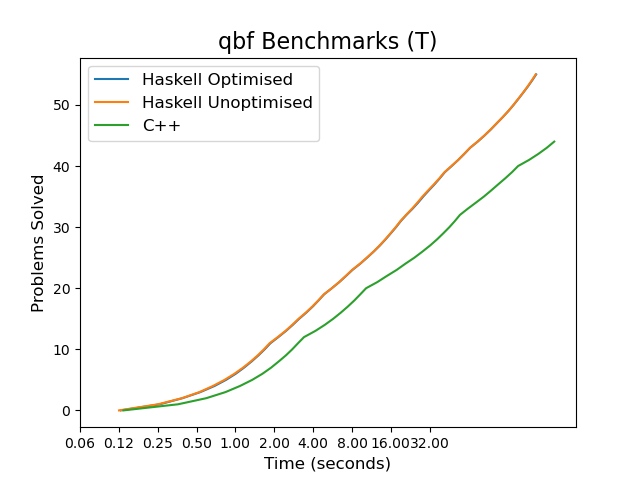 qbf Benchmarks (T)
Haskell Optimised
Haskell Unoptimised
C++
Problems Solved
50
40
30
20
10
0
0.06 0.12 0.25 0.50 1.00 2.00 4.00 8.00 16.00 32.00
Time (seconds)